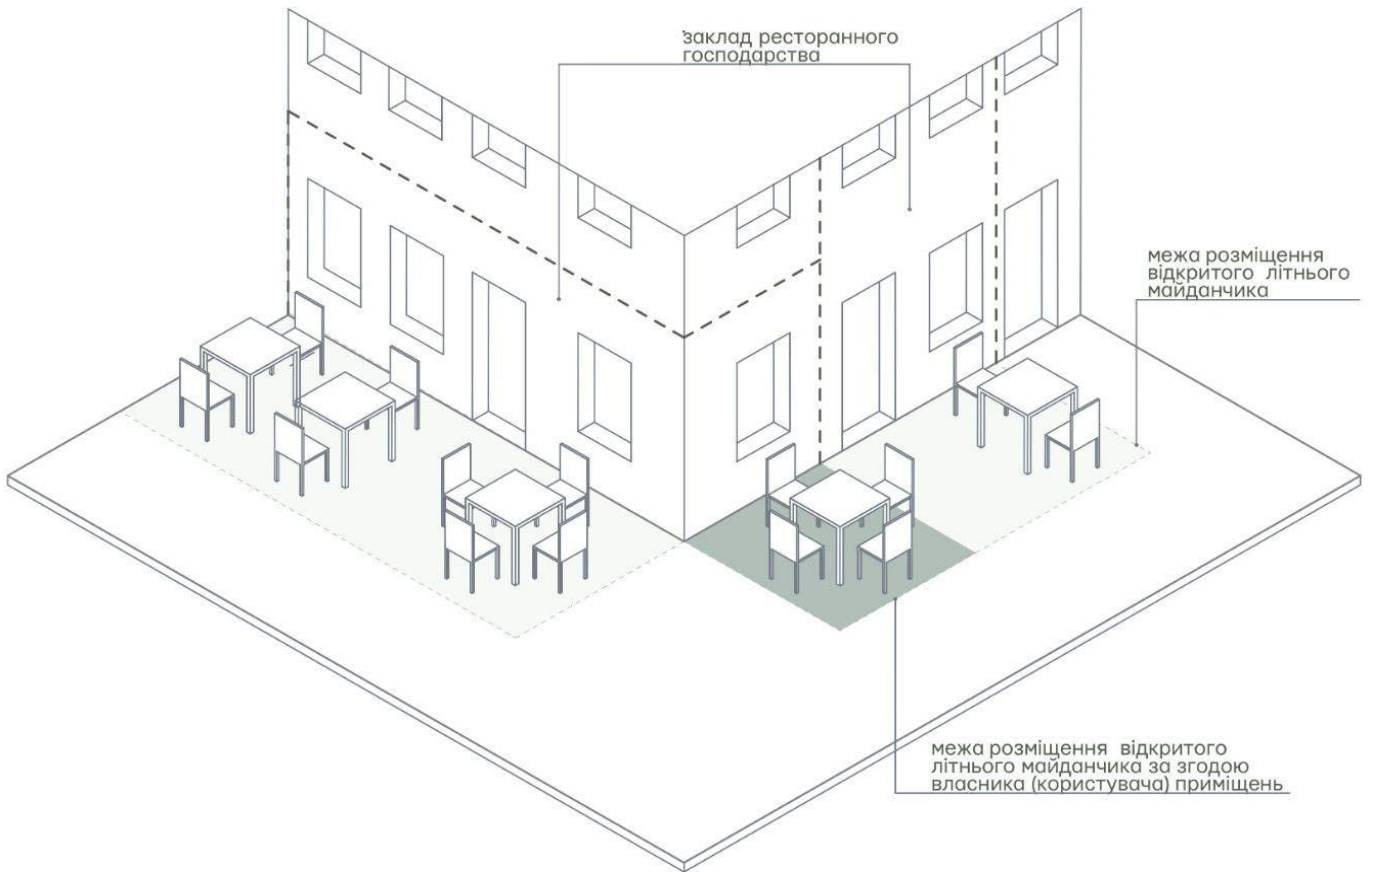 заклад ресторанного
господарства
межа розміщення
відкритого літнього
майданчика
межа розміщення відкритого
літнього майданчика за згодою
власника (користувача) приміщень